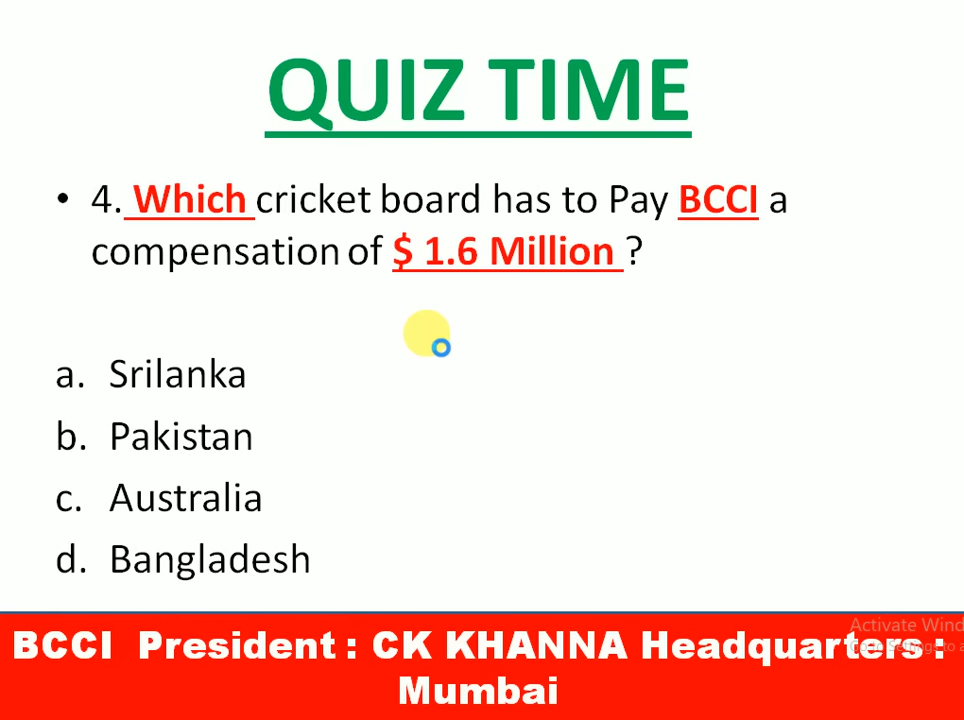 QUIZ TIME
• 4. Which cricket board has to Pay BCCI a
compensation of $ 1.6 Million ?
a. Srilanka
b. Pakistan
c. Australia
d. Bangladesh
Activate Wind
BCCI President : CK KHANNA Headquarters :
Mumbai